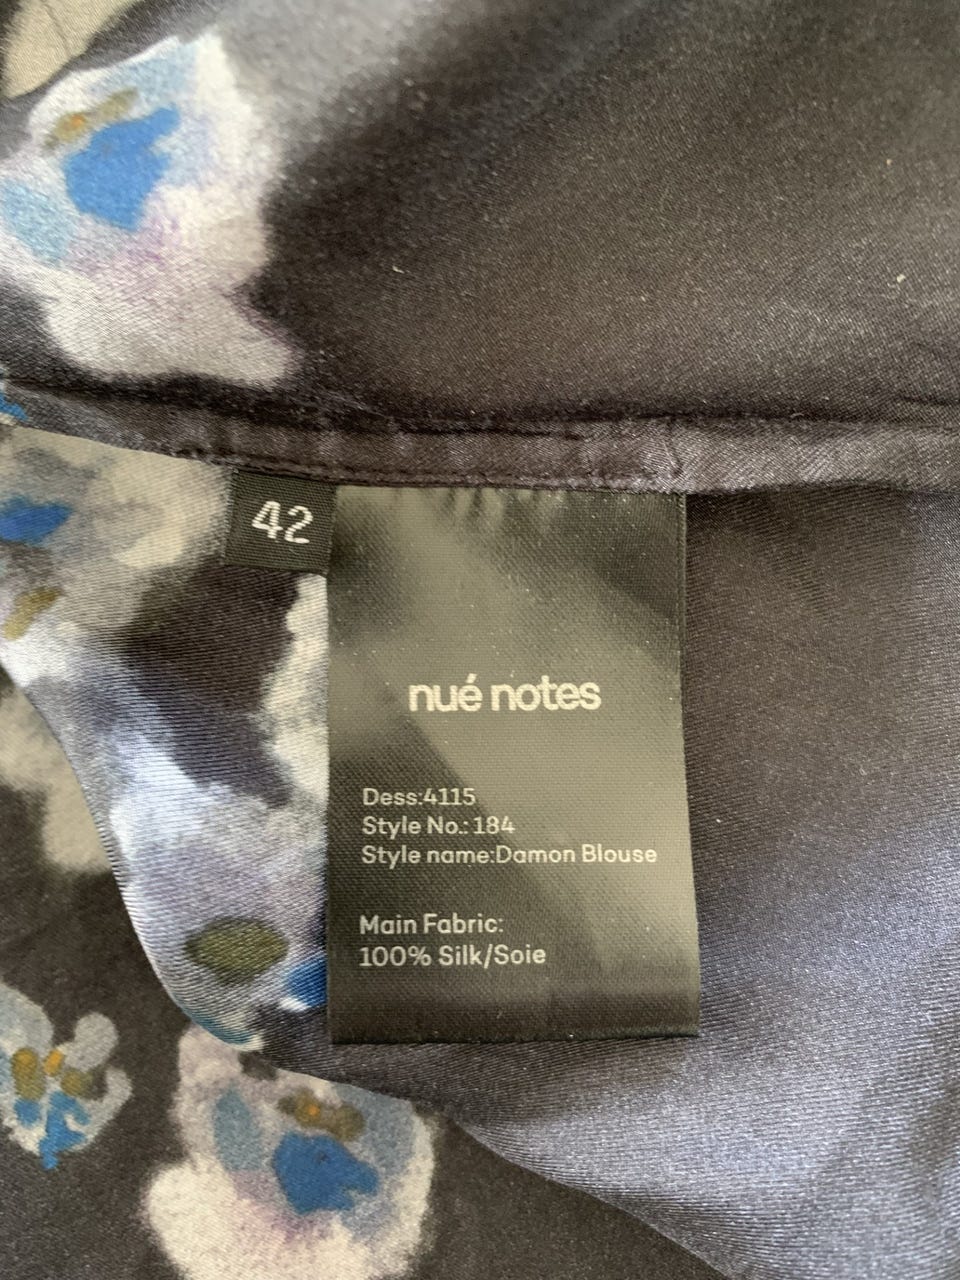 42
nué notes
Dess:4115
Style No.: 184
Style name:Damon Blouse
Main Fabric:
100% Silk/Soie